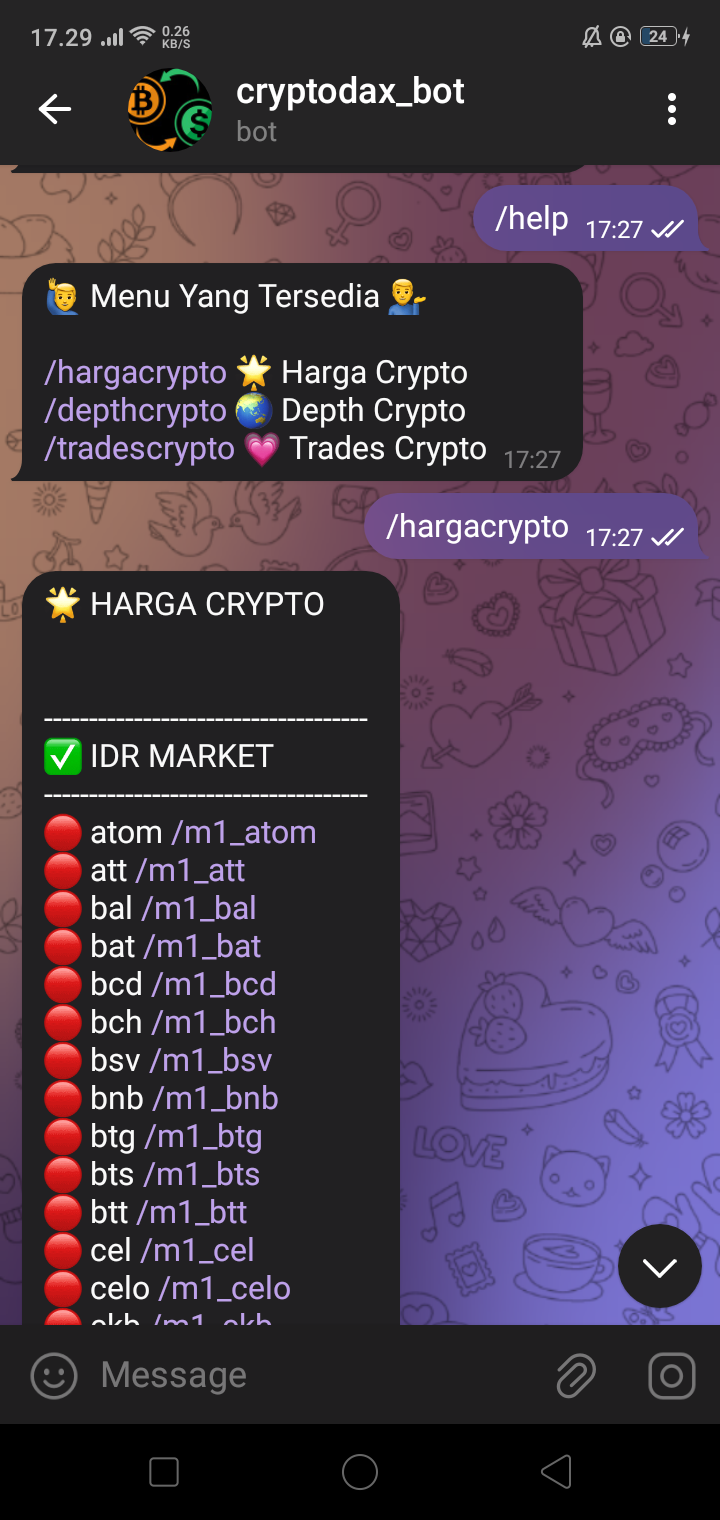 17.29
0.26
KB/S
24
cryptodax_bot
bot
/help 17:27
🙋‍♂️ Menu Yang Tersedia 💁‍♂️
/hargacrypto 🌟 Harga Crypto
/depthcrypto 🌏 Depth Crypto
/tradescrypto 💗 Trades Crypto 17:27
/hargacrypto 17:27
🌟 HARGA CRYPTO
------------------------------------
✅ IDR MARKET
------------------------------------
🔴 atom /m1_atom
🔴 att /m1_att
🔴 bal /m1_bal
🔴 bat /m1_bat
🔴 bcd /m1_bcd
🔴 bch /m1_bch
🔴 bsv /m1_bsv
🔴 bnb /m1_bnb
🔴 btg /m1_btg
🔴 bts /m1_bts
🔴 btt /m1_btt
🔴 cel /m1_cel
🔴 celo /m1_celo
🔴 ckb /m1_ckb
LOVE
Message